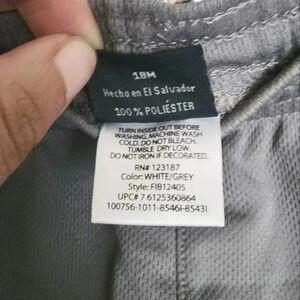 18M
Hecho en El Salvador
100% POLIÉSTER
TURN INSIDE OUT BEFORE
WASHING. MACHINE WASH
COLD. DO NOT BLEACH.
TUMBLE DRY LOW.
DO NOT IRON IF DECORATED.
RN# 123187
Color: WHITE/GREY
Style: FIB12405
UPC# 7 6125360864
100756-1011-8546I-8543I